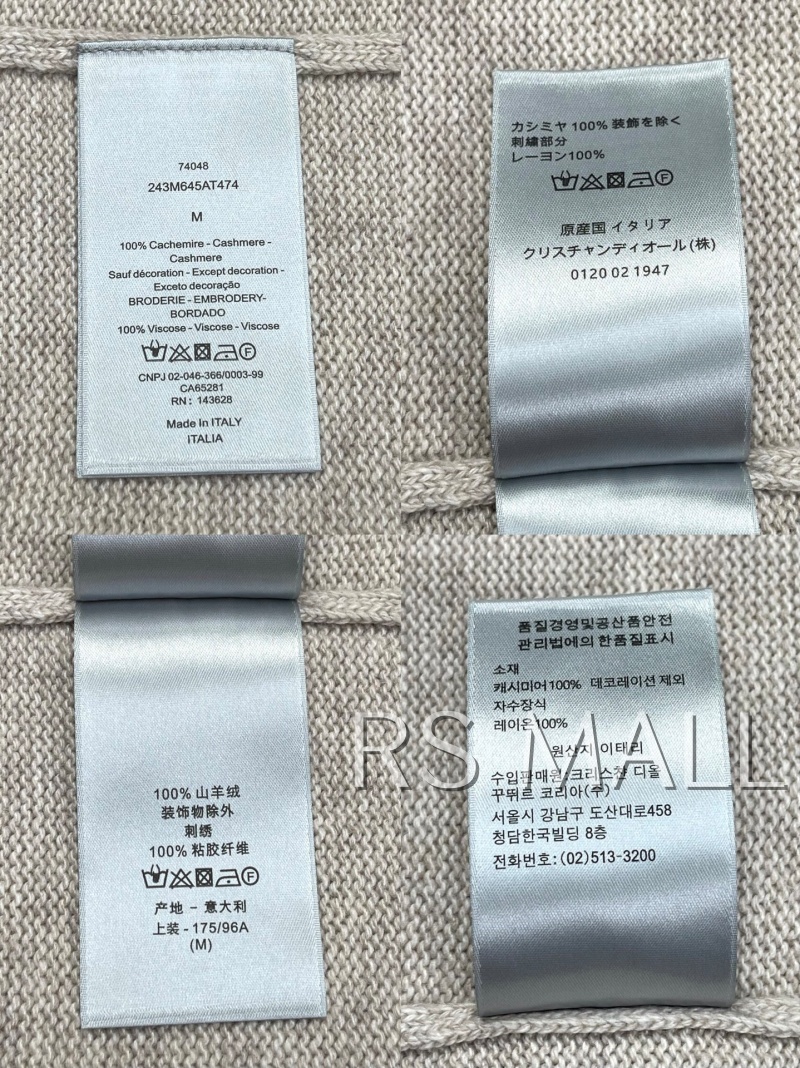 74048
243M645AT474
M
100% Cachemire - Cashmere -
Cashmere
Sauf décoration - Except decoration -
Exceto decoração
BRODERIE - EMBRODERY-
BORDADO
100% Viscose - Viscose - Viscose
CNPJ 02-046-366/0003-99
CA65281
RN : 143628
Made in ITALY
ITALIA
カシミヤ 100% 装飾を除く
刺繍部分
レーヨン100%
原産国 イタリア
クリスチャンディオール(株)
0120 02 1947
100% 山羊绒
装饰物除外
刺绣
100% 粘胶纤维
产地 - 意大利
上装 - 175/96A
(M)
품질경영및공산품안전
관리법에의한품질표시
소재
캐시미어100% 데코레이션 제외
자수장식
레이온100%
원산지 이태리
수입판매원:크리스챤 디올
꾸뛰르 코리아(주)
서울시 강남구 도산대로458
청담한국빌딩 8층
전화번호:(02)513-3200
RS MALL